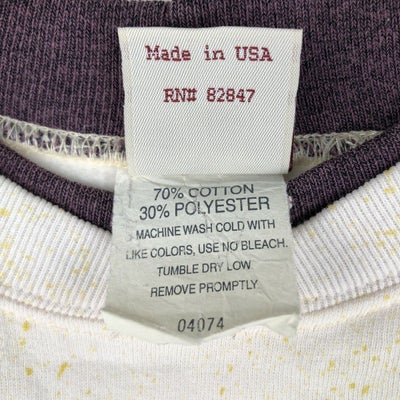 Made in USA
RN# 82847
70% COTTON
30% POLYESTER
MACHINE WASH COLD WITH
LIKE COLORS, USE NO BLEACH.
TUMBLE DRY LOW
REMOVE PROMPTLY.
04074